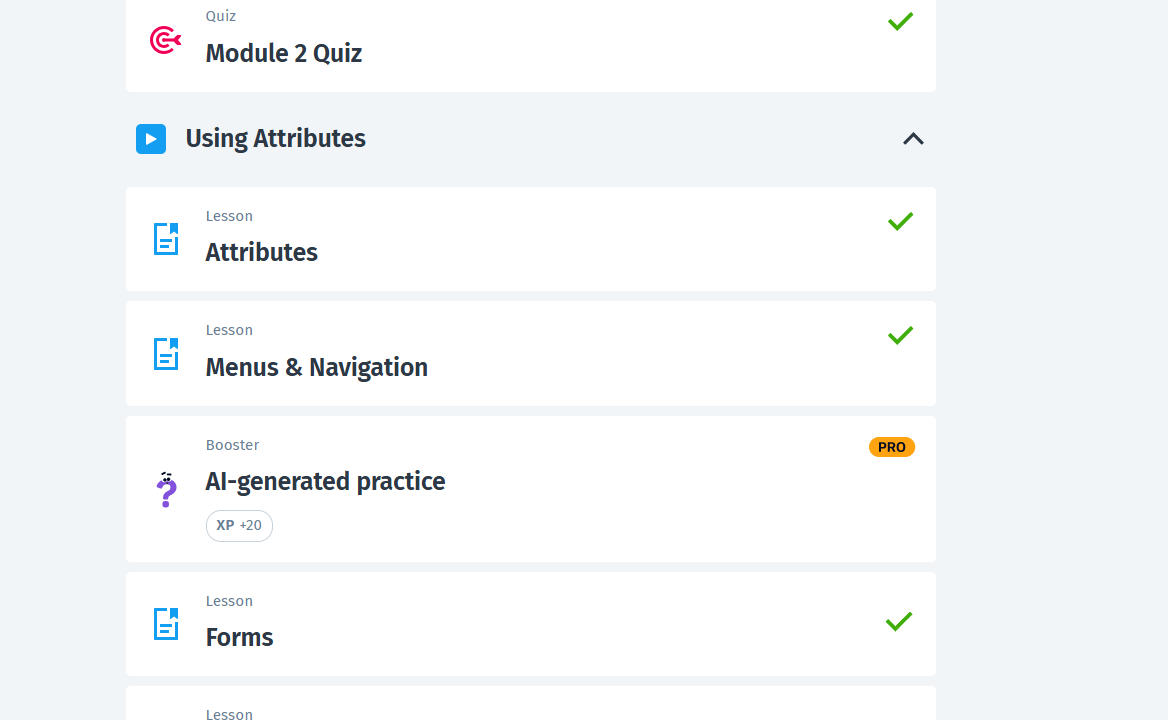 Quiz
Module 2 Quiz
Using Attributes
Lesson
Attributes
Lesson
Menus & Navigation
Booster
PRO
AI-generated practice
XP +20
Lesson
Forms
Lesson